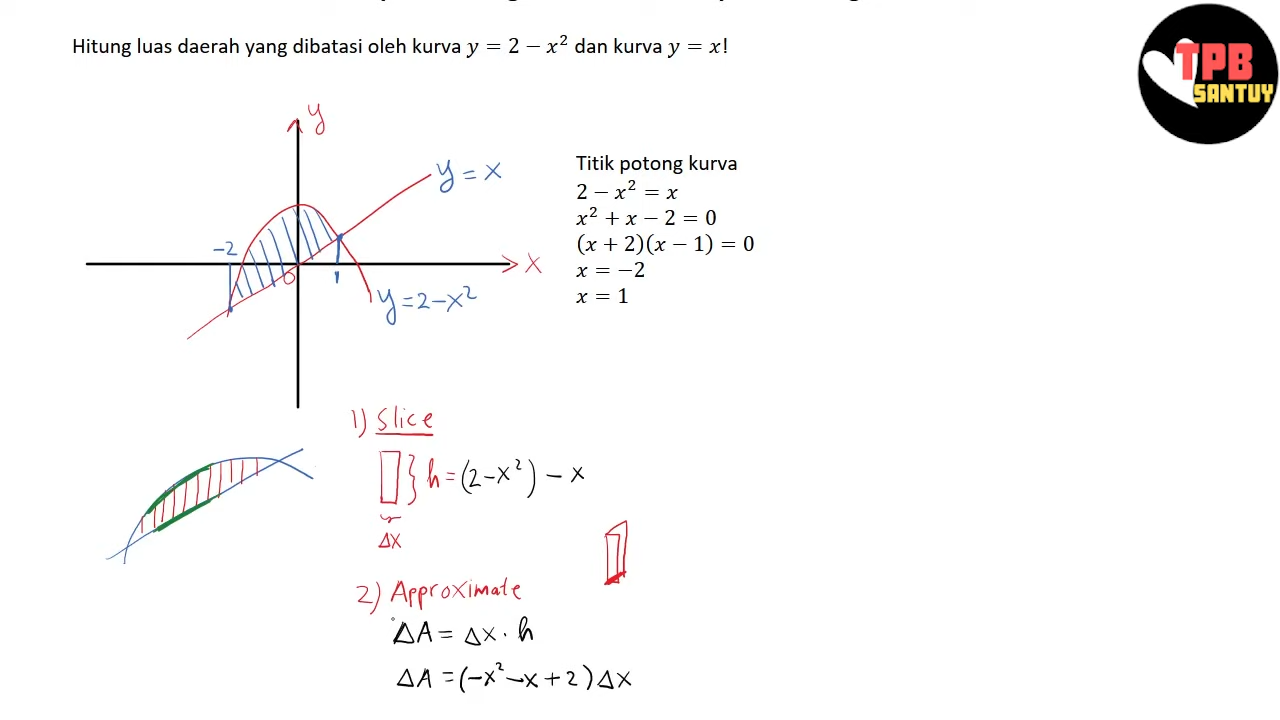 Hitung luas daerah yang dibatasi oleh kurva y = 2 − x² dan kurva y = x!
TPB
SANTUY
y
y = x
-2
0
1
x
y = 2 - x²
Titik potong kurva
2 − x² = x
x² + x − 2 = 0
(x + 2)(x − 1) = 0
x = −2
x = 1
1) Slice
} h = (2-x²) - x
Δx
2) Approximate
ΔA = Δx · h
ΔA = (-x² - x + 2) Δx